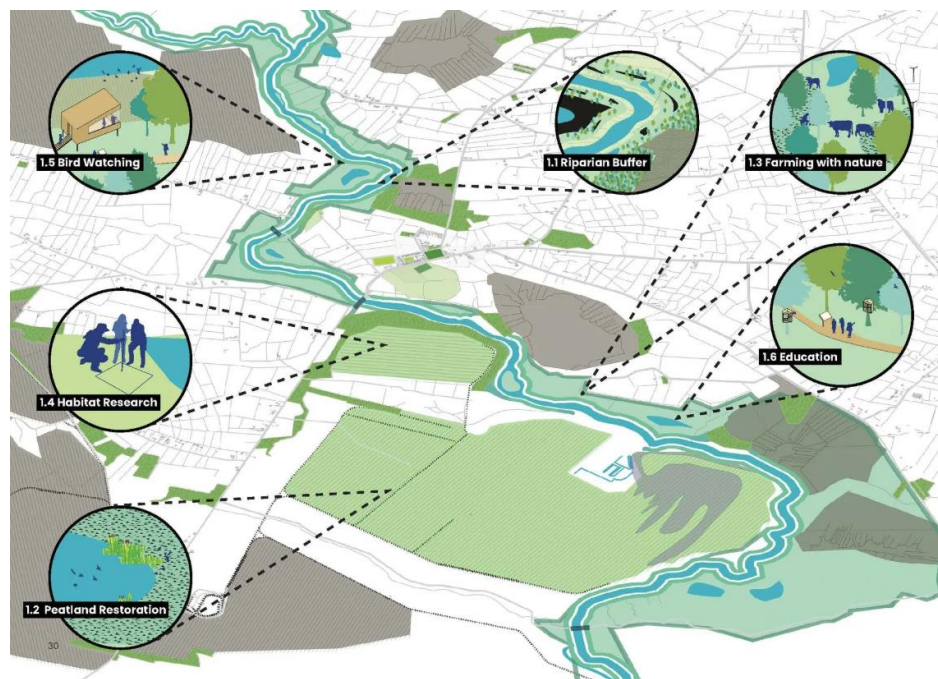 1.5 Bird Watching
1.1 Riparian Buffer
1.3 Farming with nature
1.6 Education
1.4 Habitat Research
1.2 Peatland Restoration
30